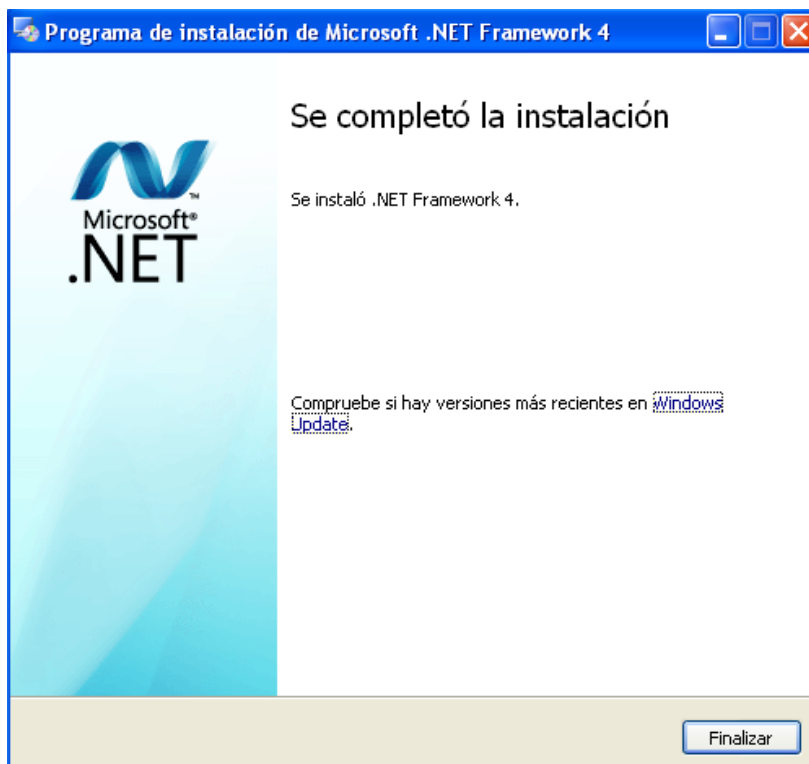 Programa de instalación de Microsoft .NET Framework 4
Se completó la instalación
Microsoft®
.NET
™
Se instaló .NET Framework 4.
Compruebe si hay versiones más recientes en Windows
Update.
Finalizar